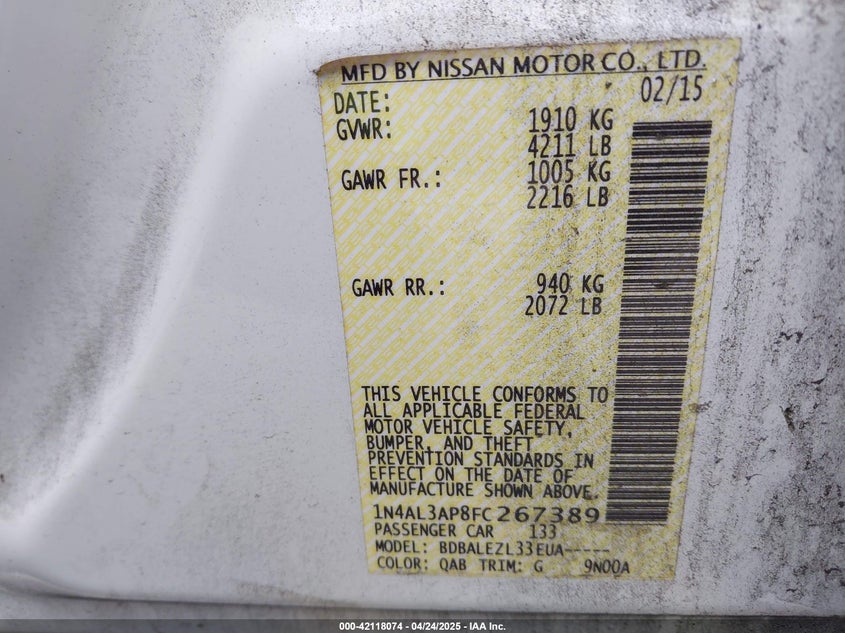 MFD BY NISSAN MOTOR CO., LTD.
DATE: 02/15
GVWR: 1910 KG
4211 LB
GAWR FR.: 1005 KG
2216 LB
GAWR RR.: 940 KG
2072 LB
THIS VEHICLE CONFORMS TO
ALL APPLICABLE FEDERAL
MOTOR VEHICLE SAFETY,
BUMPER, AND THEFT
PREVENTION STANDARDS IN
EFFECT ON THE DATE OF
MANUFACTURE SHOWN ABOVE.
1N4AL3AP8FC267389
PASSENGER CAR 133
MODEL: BDBALEZL33EUA-----
COLOR: QAB TRIM: G 9N00A
000-42118074 - 04/24/2025 - IAA Inc.